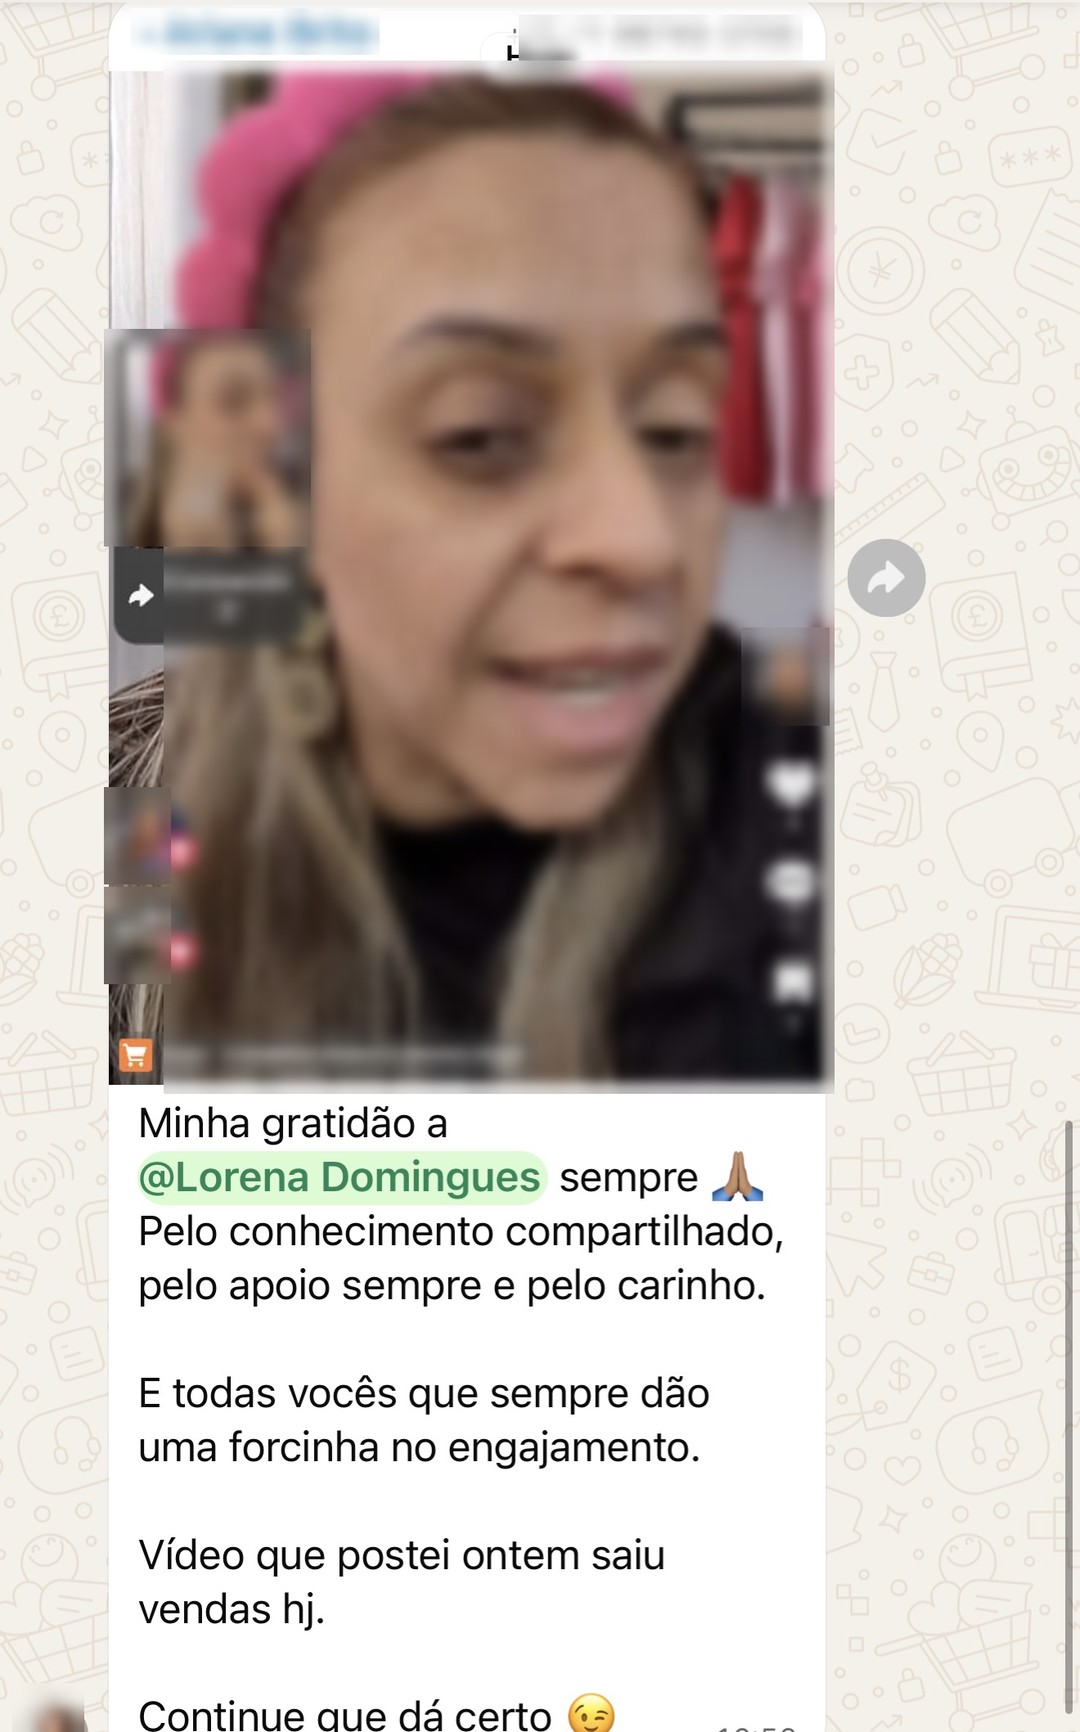 Minha gratidão a
@Lorena Domingues sempre 🙏🏽
Pelo conhecimento compartilhado,
pelo apoio sempre e pelo carinho.
E todas vocês que sempre dão
uma forcinha no engajamento.
Vídeo que postei ontem saiu
vendas hj.
Continue que dá certo 😉